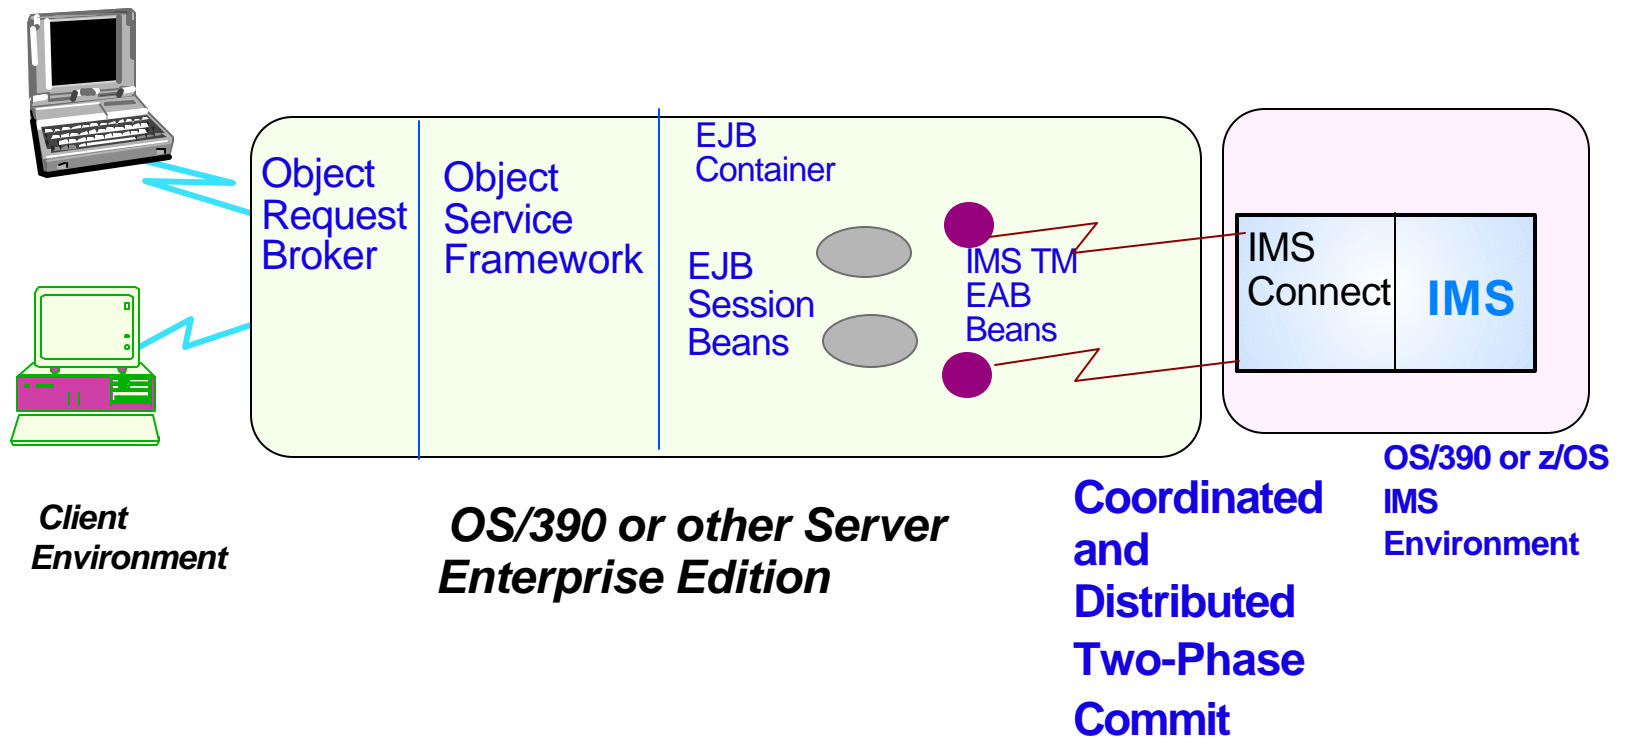 Object
Request
Broker
Object
Service
Framework
EJB
Container
EJB
Session
Beans
IMS TM
EAB
Beans
IMS
Connect
IMS
Client
Environment
OS/390 or other Server
Enterprise Edition
Coordinated
and
Distributed
Two-Phase
Commit
OS/390 or z/OS
IMS
Environment